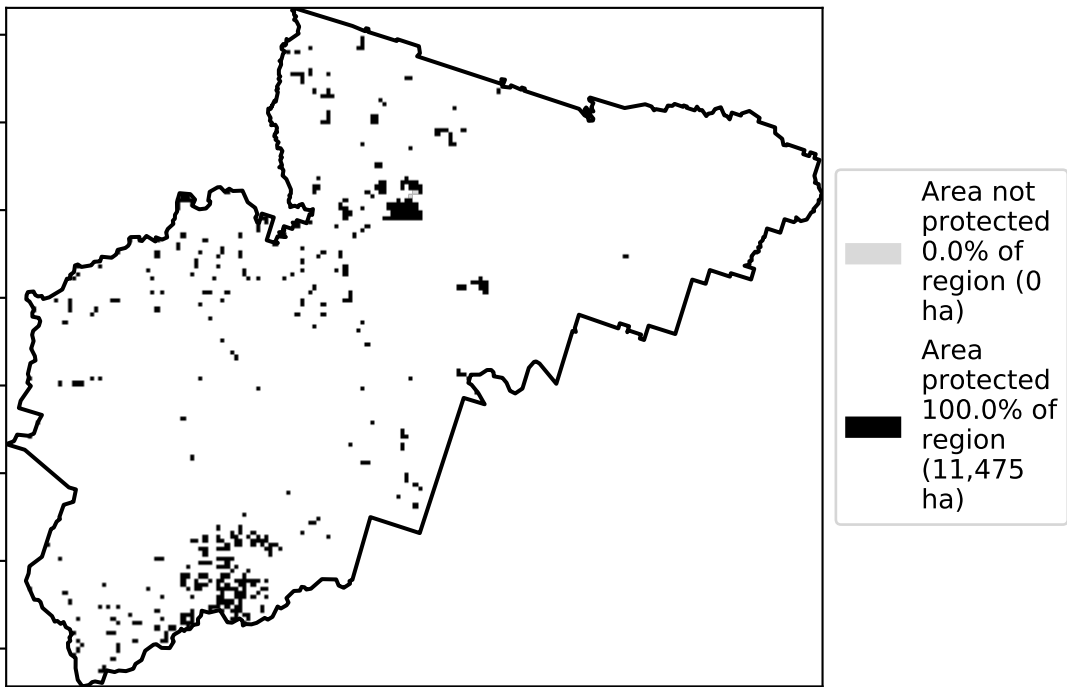 Area not
protected
0.0% of
region (0
ha)
Area
protected
100.0% of
region
(11,475
ha)